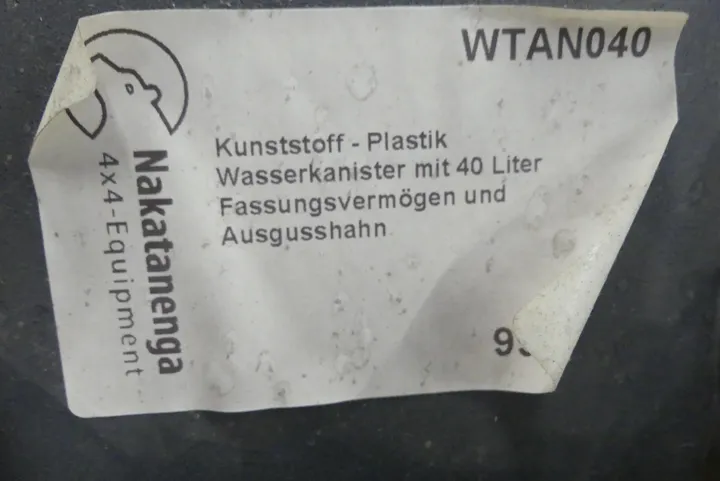 WTAN040
Kunststoff - Plastik
Wasserkanister mit 40 Liter
Fassungsvermögen und
Ausgusshahn
Nakatanenga
4x4-Equipment